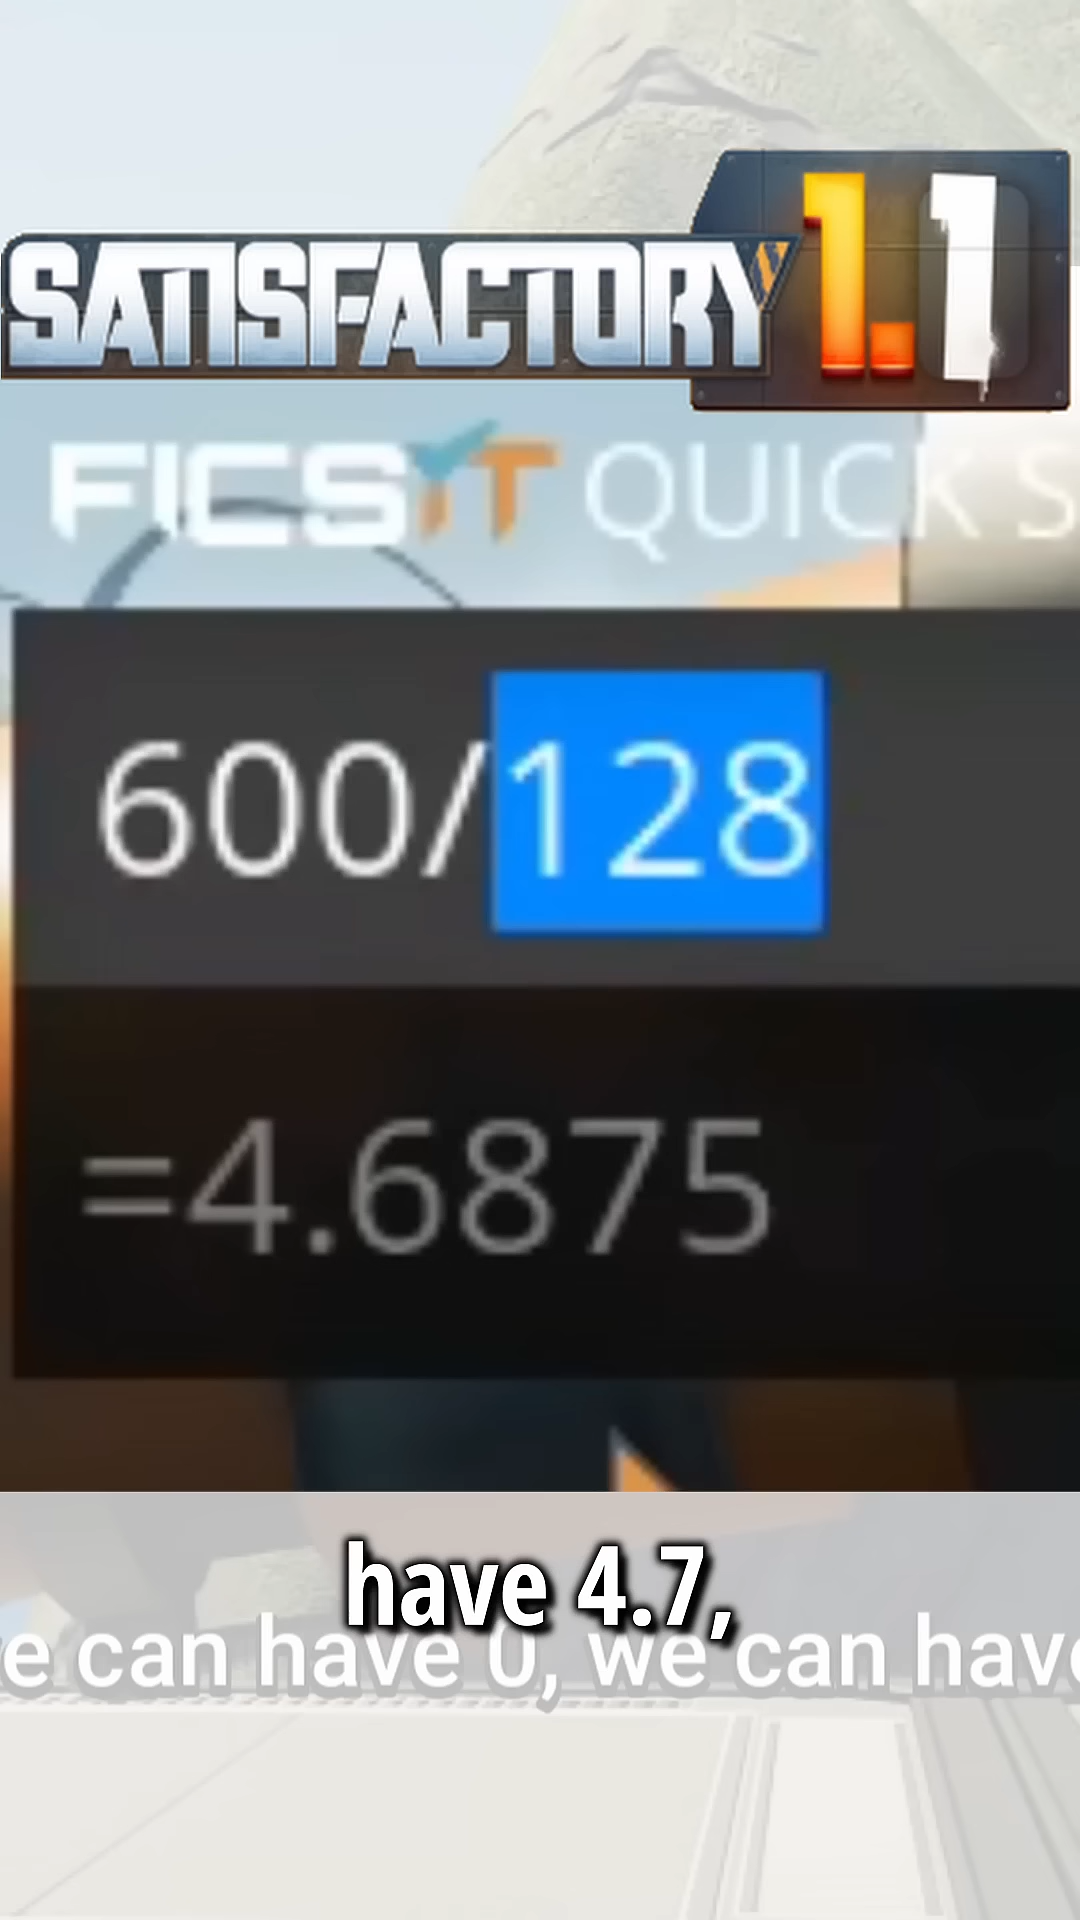 SATISFACTORY 1.1
FICSIT QUICK S
600/128
=4.6875
have 4.7,
e can have 0, we can have